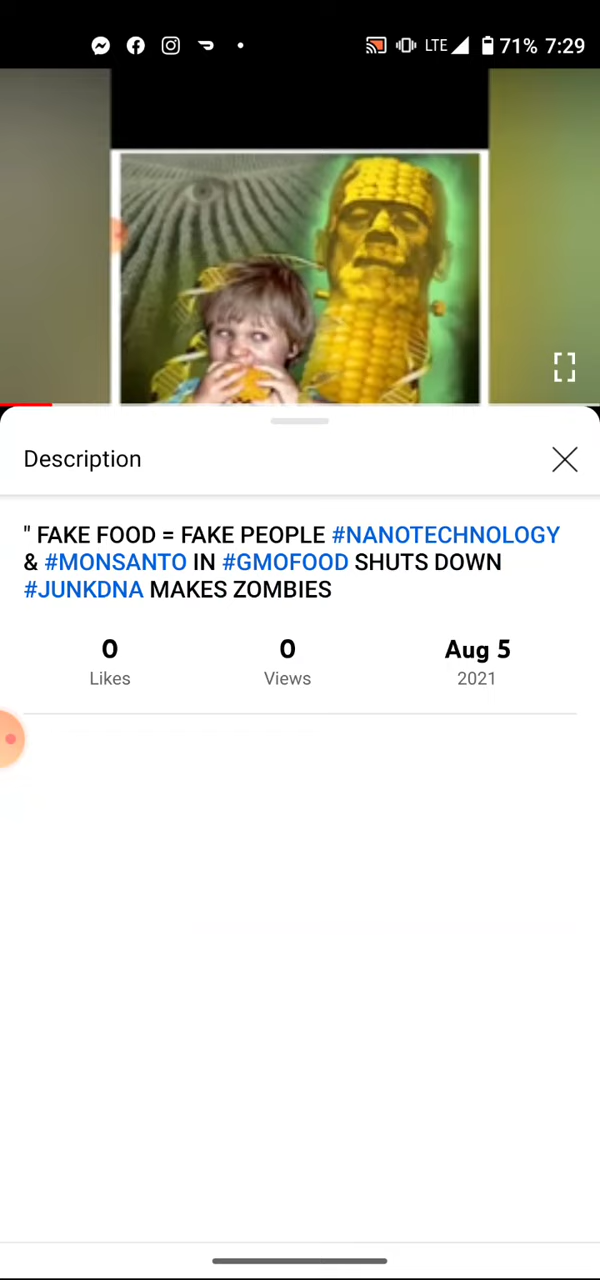 LTE 71% 7:29
Description
" FAKE FOOD = FAKE PEOPLE #NANOTECHNOLOGY
& #MONSANTO IN #GMOFOOD SHUTS DOWN
#JUNKDNA MAKES ZOMBIES
0 0 Aug 5
Likes Views 2021